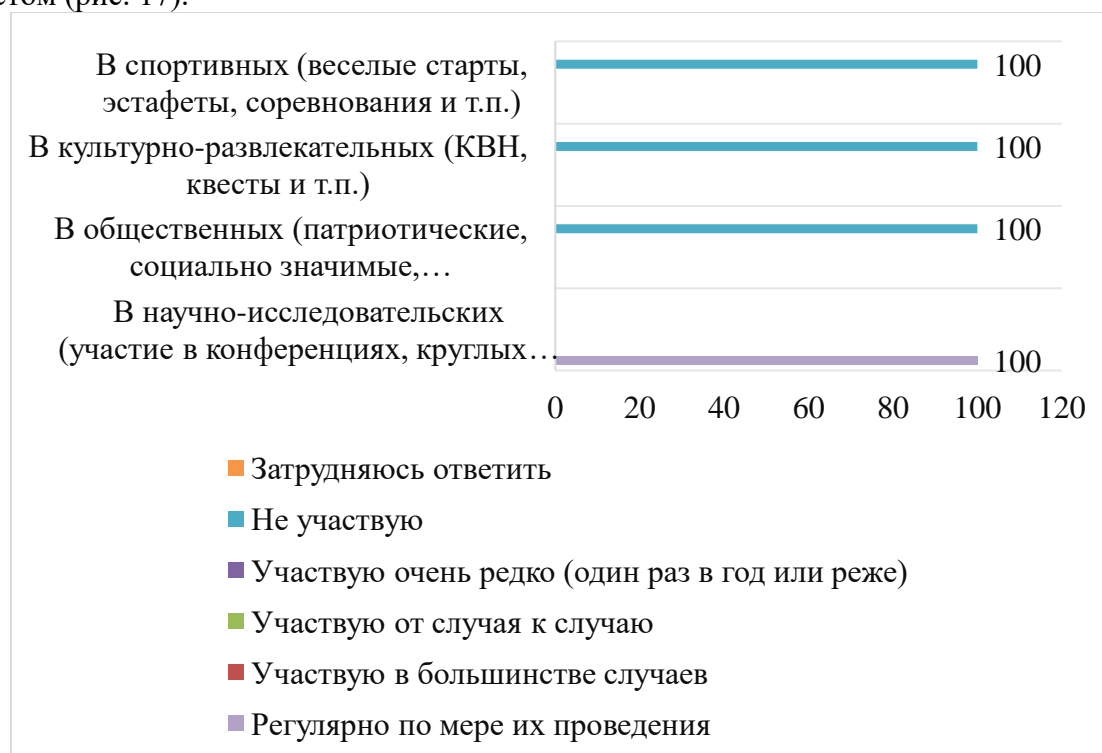 (рис. 17).
В спортивных (веселые старты,
эстафеты, соревнования и т.п.)
100
В культурно-развлекательных (КВН,
квесты и т.п.)
100
В общественных (патриотические,
социально значимые,…
100
В научно-исследовательских
(участие в конференциях, круглых…
100
0 20 40 60 80 100 120
Затрудняюсь ответить
Не участвую
Участвую очень редко (один раз в год или реже)
Участвую от случая к случаю
Участвую в большинстве случаев
Регулярно по мере их проведения